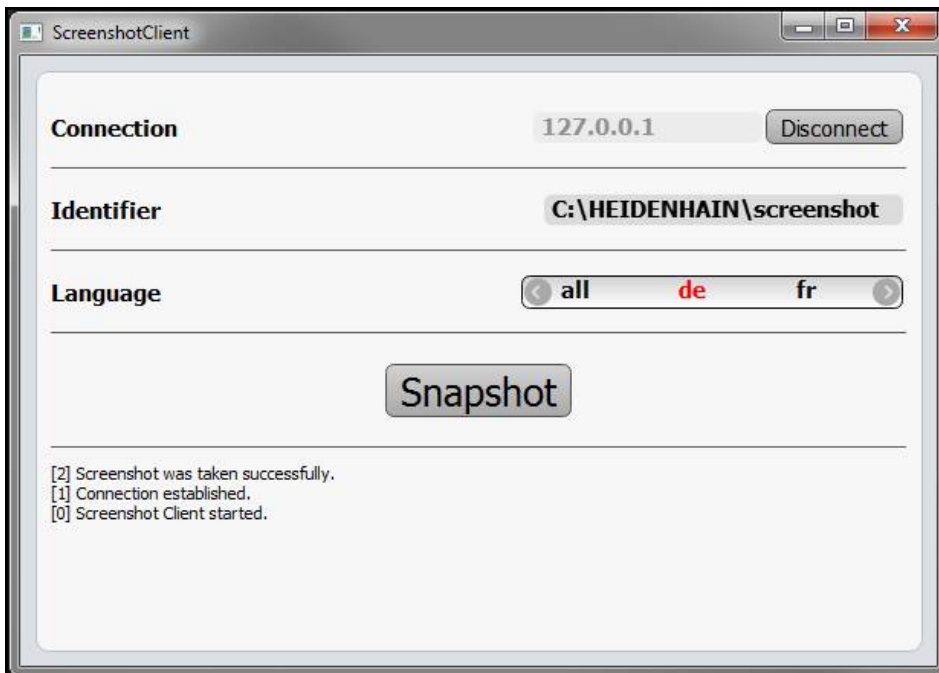 ScreenshotClient
Connection 127.0.0.1 Disconnect
Identifier C:\HEIDENHAIN\screenshot
Language all de fr
Snapshot
[2] Screenshot was taken successfully.
[1] Connection established.
[0] Screenshot Client started.